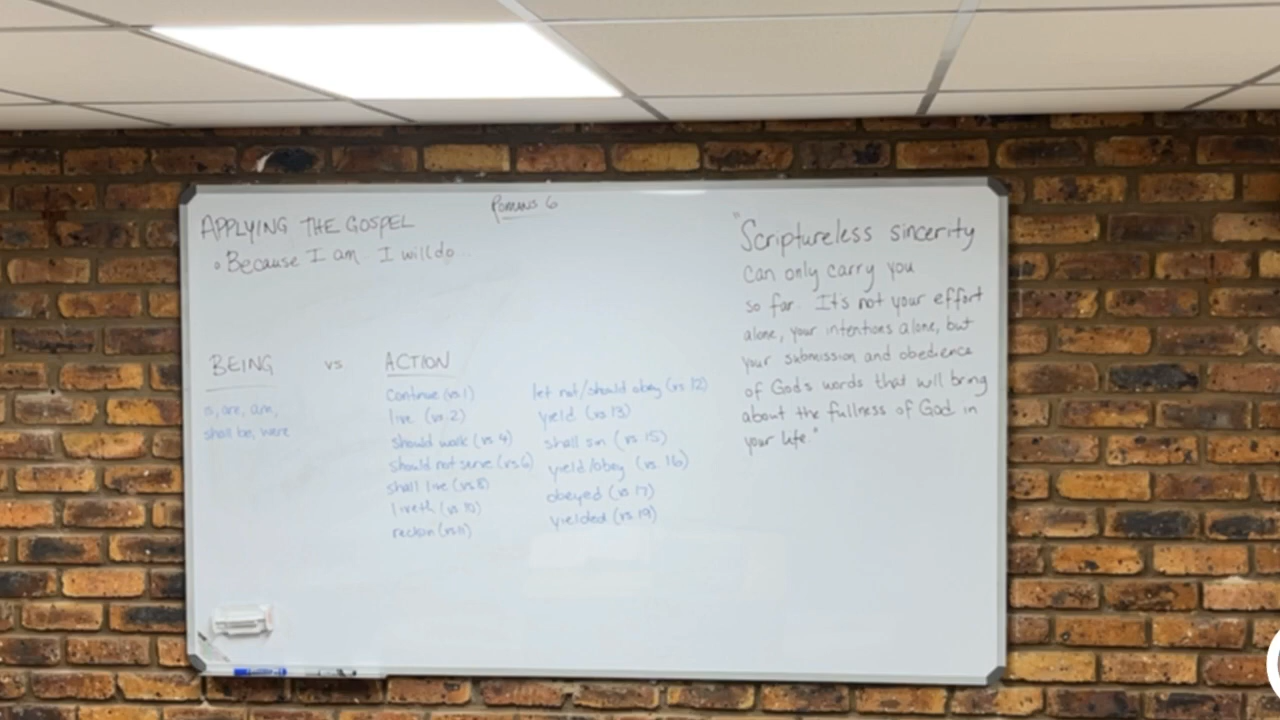 Romans 6
APPLYING THE GOSPEL
• Because I am I will do
BEING vs ACTION
is, are, am,
shall be, were
continue (vs.1)
live (vs.2)
should walk (vs 4)
should not serve (vs 6)
shall live (vs 8)
liveth (vs 10)
reckon (vs 11)
let not/should obey (vs 12)
yield (vs 13)
shall sin (vs 15)
yield/obey (vs. 16)
obeyed (vs 17)
yielded (vs. 19)
"Scriptureless sincerity
can only carry you
so far. It's not your effort
alone, your intentions alone, but
your submission and obedience
of God's words that will bring
about the fullness of God in
your life"